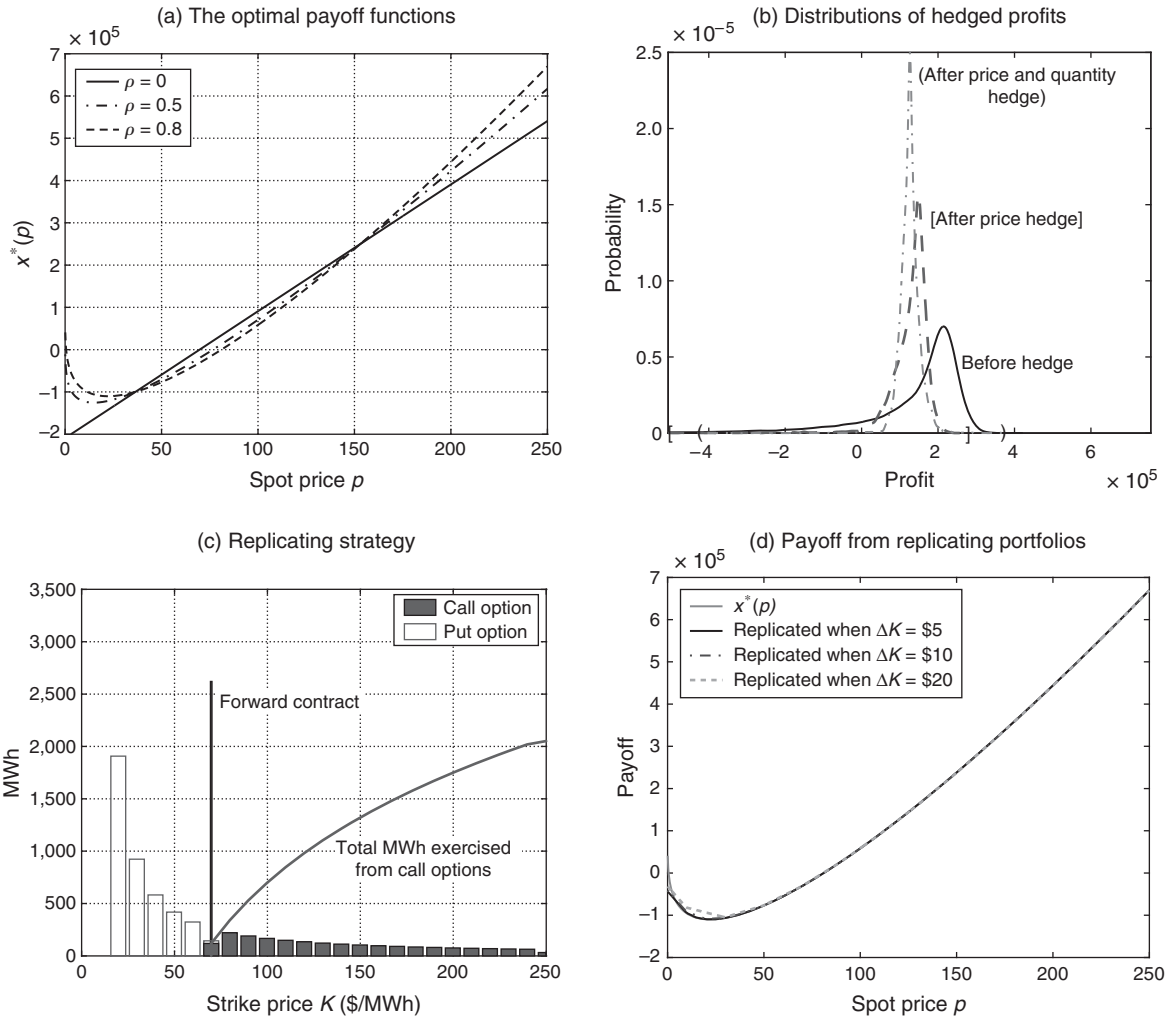 (a) The optimal payoff functions
× 10⁵
7
6
5
4
3
2
1
0
−1
−2
x*(p)
ρ = 0
ρ = 0.5
ρ = 0.8
0 50 100 150 200 250
Spot price p
(b) Distributions of hedged profits
× 10⁻⁵
2.5
2.0
1.5
1.0
0.5
0
Probability
(After price and quantity
hedge)
[After price hedge]
Before hedge
[ ( ] )
−4 −2 0 2 4 6
Profit
× 10⁵
(c) Replicating strategy
3,500
3,000
2,500
2,000
1,500
1,000
500
0
MWh
Call option
Put option
Forward contract
Total MWh exercised
from call options
0 50 100 150 200 250
Strike price K ($/MWh)
(d) Payoff from replicating portfolios
× 10⁵
7
6
5
4
3
2
1
0
−1
−2
Payoff
x*(p)
Replicated when ΔK = $5
Replicated when ΔK = $10
Replicated when ΔK = $20
0 50 100 150 200 250
Spot price p